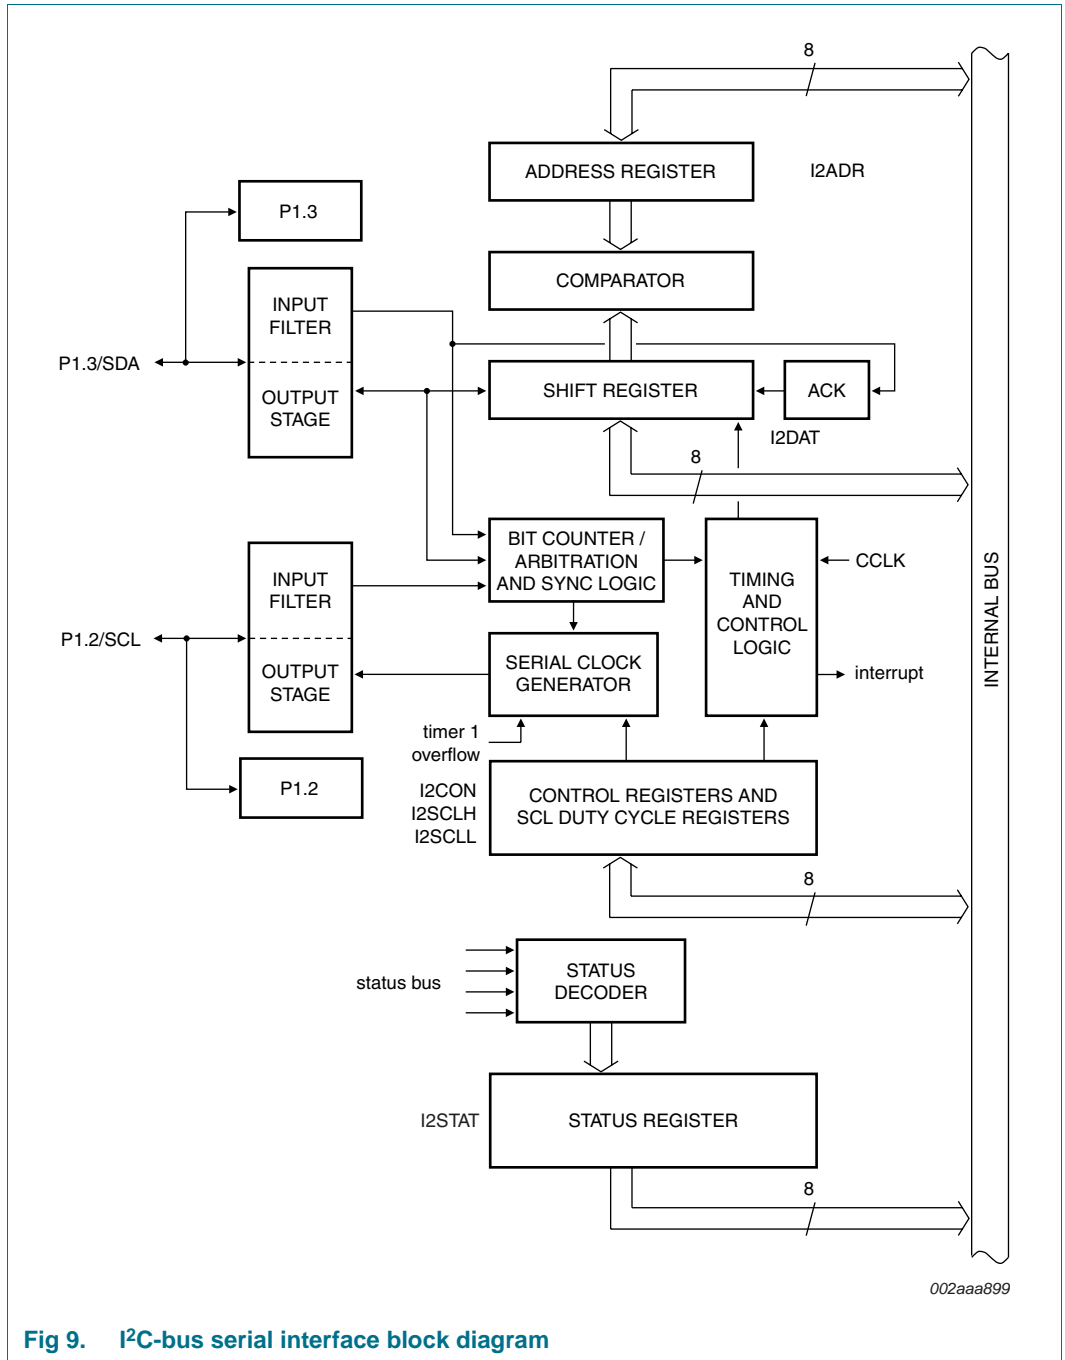 8
ADDRESS REGISTER
I2ADR
P1.3
COMPARATOR
INPUT
FILTER
P1.3/SDA
OUTPUT
STAGE
SHIFT REGISTER
ACK
I2DAT
8
BIT COUNTER /
ARBITRATION
AND SYNC LOGIC
INPUT
FILTER
TIMING
AND
CONTROL
LOGIC
CCLK
INTERNAL BUS
P1.2/SCL
OUTPUT
STAGE
SERIAL CLOCK
GENERATOR
interrupt
timer 1
overflow
P1.2
I2CON
I2SCLH
I2SCLL
CONTROL REGISTERS AND
SCL DUTY CYCLE REGISTERS
8
status bus
STATUS
DECODER
I2STAT
STATUS REGISTER
8
002aaa899
Fig 9. I²C-bus serial interface block diagram